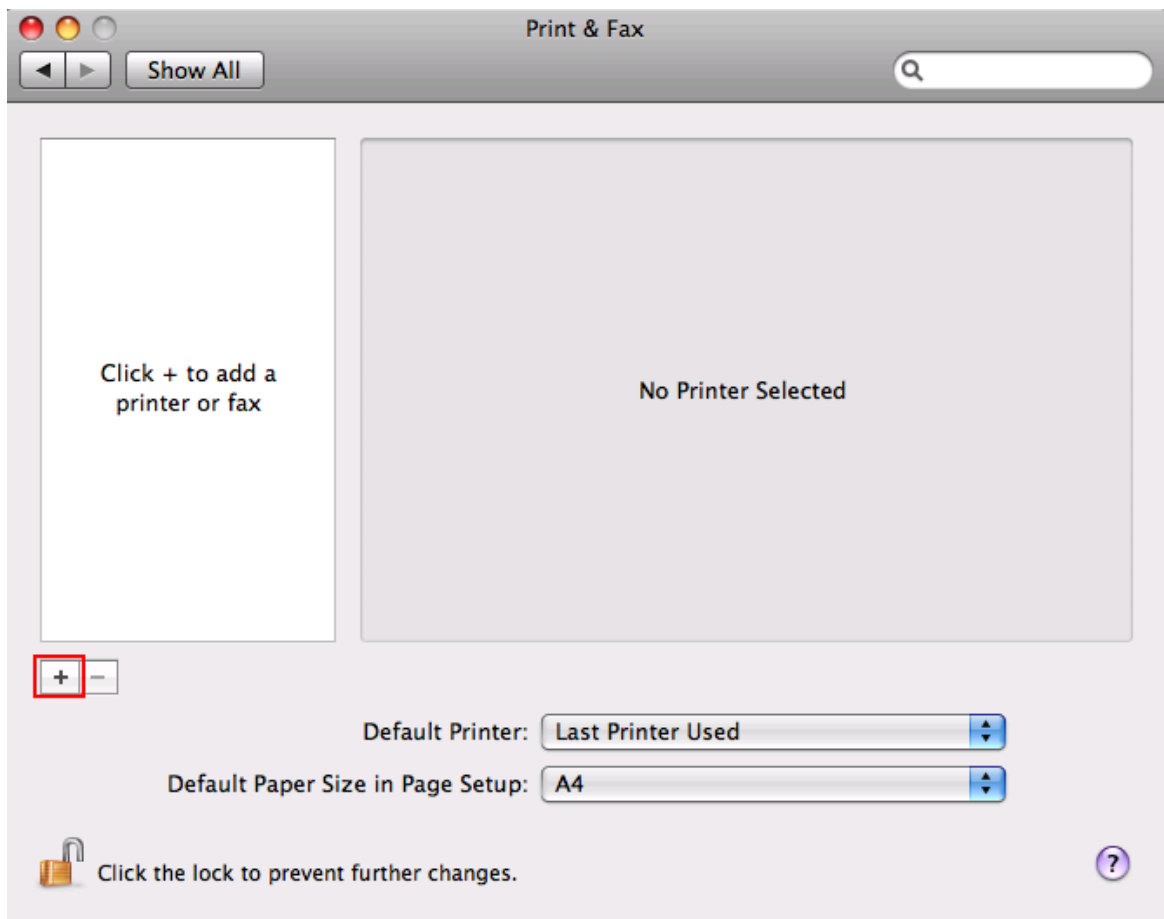 Print & Fax
Show All
Click + to add a
printer or fax
No Printer Selected
+ −
Default Printer: Last Printer Used
Default Paper Size in Page Setup: A4
Click the lock to prevent further changes.
?